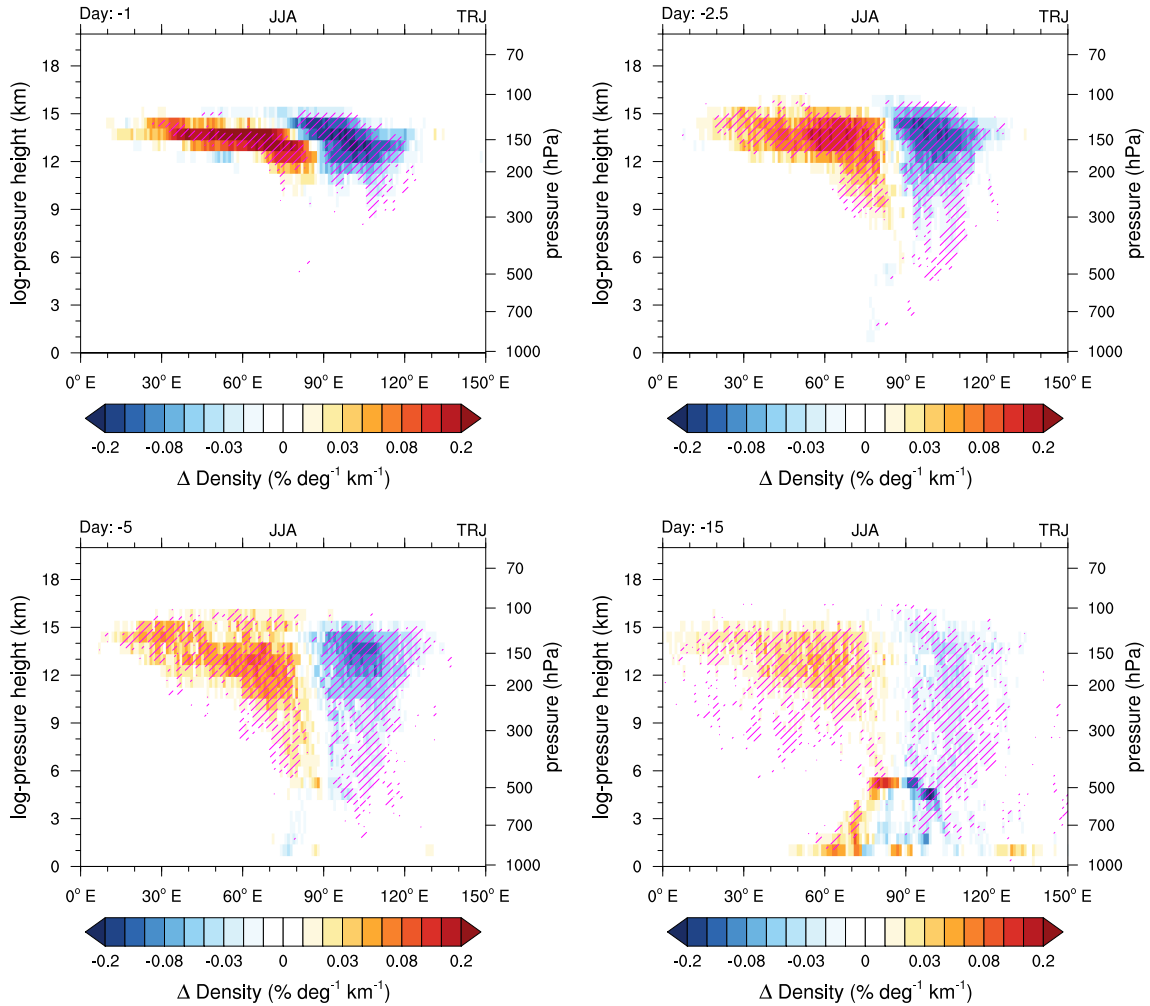 Day: -1 JJA TRJ
18
15
12
9
6
3
0
log-pressure height (km)
70
100
150
200
300
500
700
1000
pressure (hPa)
0° E 30° E 60° E 90° E 120° E 150° E
-0.2 -0.08 -0.03 0 0.03 0.08 0.2
Δ Density (% deg⁻¹ km⁻¹)
Day: -2.5 JJA TRJ
18
15
12
9
6
3
0
log-pressure height (km)
70
100
150
200
300
500
700
1000
pressure (hPa)
0° E 30° E 60° E 90° E 120° E 150° E
-0.2 -0.08 -0.03 0 0.03 0.08 0.2
Δ Density (% deg⁻¹ km⁻¹)
Day: -5 JJA TRJ
18
15
12
9
6
3
0
log-pressure height (km)
70
100
150
200
300
500
700
1000
pressure (hPa)
0° E 30° E 60° E 90° E 120° E 150° E
-0.2 -0.08 -0.03 0 0.03 0.08 0.2
Δ Density (% deg⁻¹ km⁻¹)
Day: -15 JJA TRJ
18
15
12
9
6
3
0
log-pressure height (km)
70
100
150
200
300
500
700
1000
pressure (hPa)
0° E 30° E 60° E 90° E 120° E 150° E
-0.2 -0.08 -0.03 0 0.03 0.08 0.2
Δ Density (% deg⁻¹ km⁻¹)